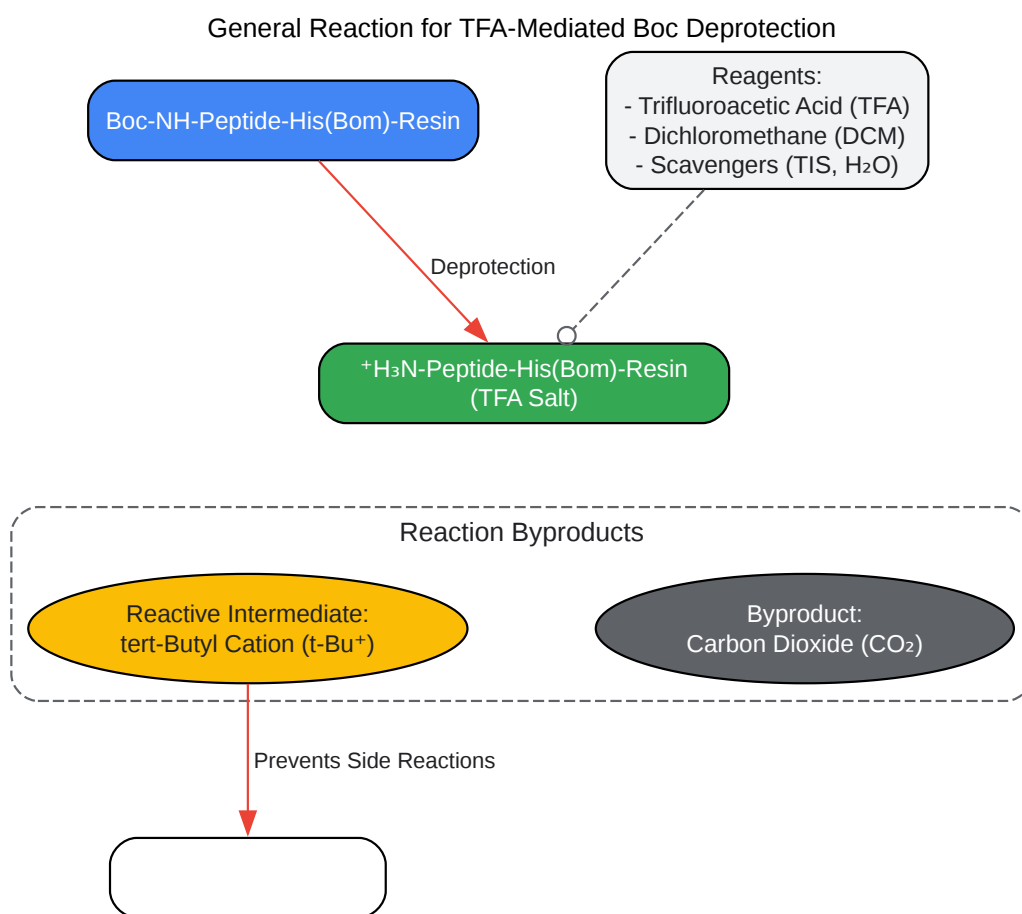 General Reaction for TFA-Mediated Boc Deprotection
Boc-NH-Peptide-His(Bom)-Resin
Reagents:
- Trifluoroacetic Acid (TFA)
- Dichloromethane (DCM)
- Scavengers (TIS, H₂O)
Deprotection
⁺H₃N-Peptide-His(Bom)-Resin
(TFA Salt)
Reaction Byproducts
Reactive Intermediate:
tert-Butyl Cation (t-Bu⁺)
Byproduct:
Carbon Dioxide (CO₂)
Prevents Side Reactions